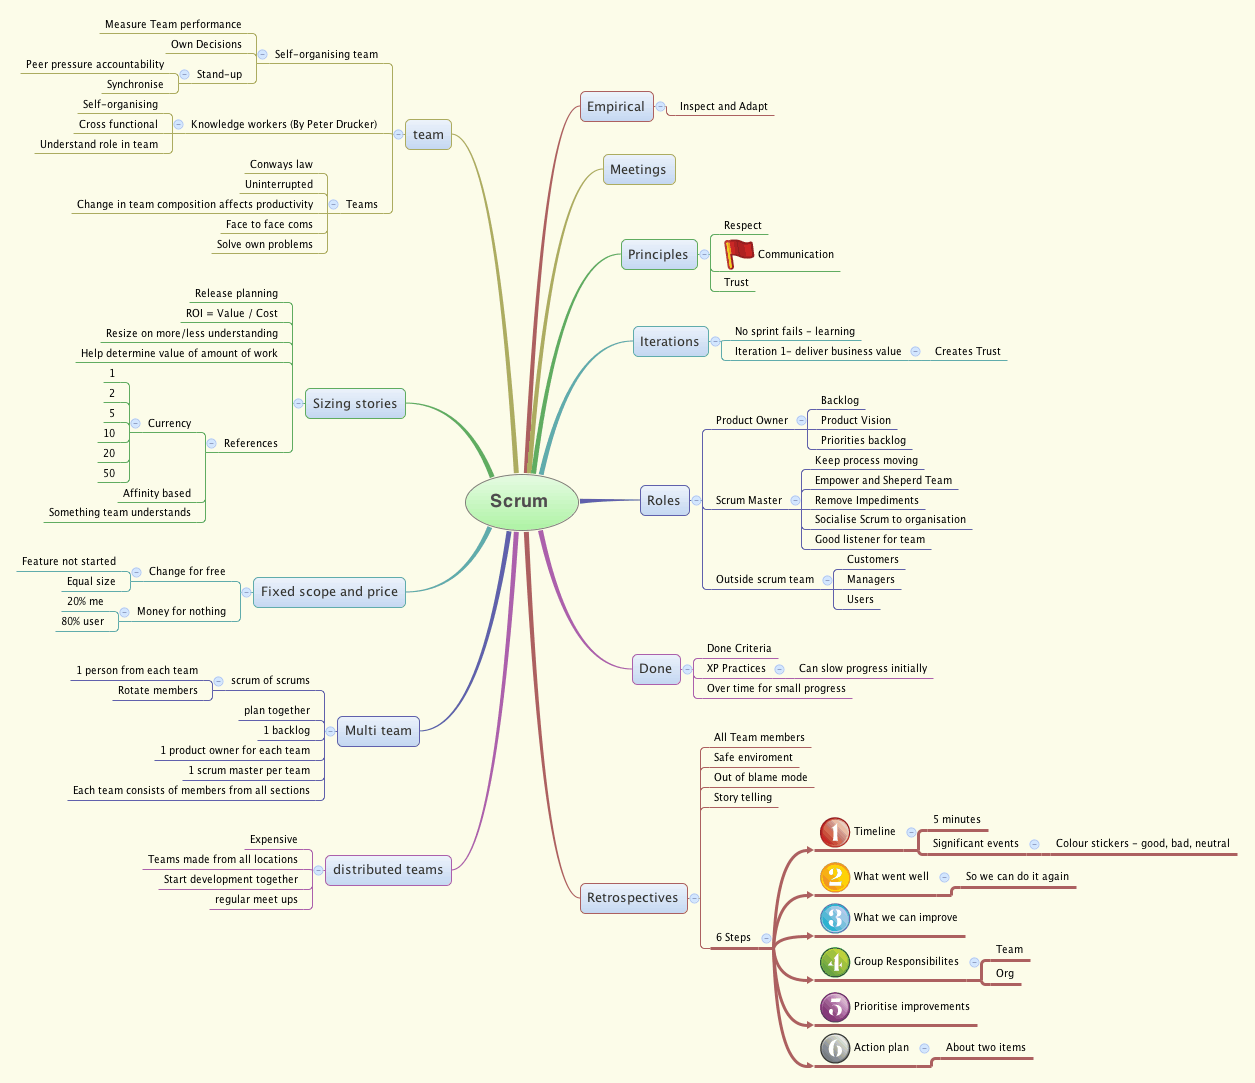 Scrum
team
Self-organising team
Measure Team performance
Own Decisions
Stand-up
Peer pressure accountability
Synchronise
Knowledge workers (By Peter Drucker)
Self-organising
Cross functional
Understand role in team
Teams
Conways law
Uninterrupted
Change in team composition affects productivity
Face to face coms
Solve own problems
Sizing stories
Release planning
ROI = Value / Cost
Resize on more/less understanding
Help determine value of amount of work
References
Currency
1
2
5
10
20
50
Affinity based
Something team understands
Fixed scope and price
Change for free
Feature not started
Equal size
Money for nothing
20% me
80% user
Multi team
scrum of scrums
1 person from each team
Rotate members
plan together
1 backlog
1 product owner for each team
1 scrum master per team
Each team consists of members from all sections
distributed teams
Expensive
Teams made from all locations
Start development together
regular meet ups
Empirical
Inspect and Adapt
Meetings
Principles
Respect
Communication
Trust
Iterations
No sprint fails - learning
Iteration 1- deliver business value
Creates Trust
Roles
Product Owner
Backlog
Product Vision
Priorities backlog
Scrum Master
Keep process moving
Empower and Sheperd Team
Remove Impediments
Socialise Scrum to organisation
Good listener for team
Outside scrum team
Customers
Managers
Users
Done
Done Criteria
XP Practices
Can slow progress initially
Over time for small progress
Retrospectives
All Team members
Safe enviroment
Out of blame mode
Story telling
6 Steps
1
Timeline
5 minutes
Significant events
Colour stickers - good, bad, neutral
2
What went well
So we can do it again
3
What we can improve
4
Group Responsibilites
Team
Org
5
Prioritise improvements
6
Action plan
About two items